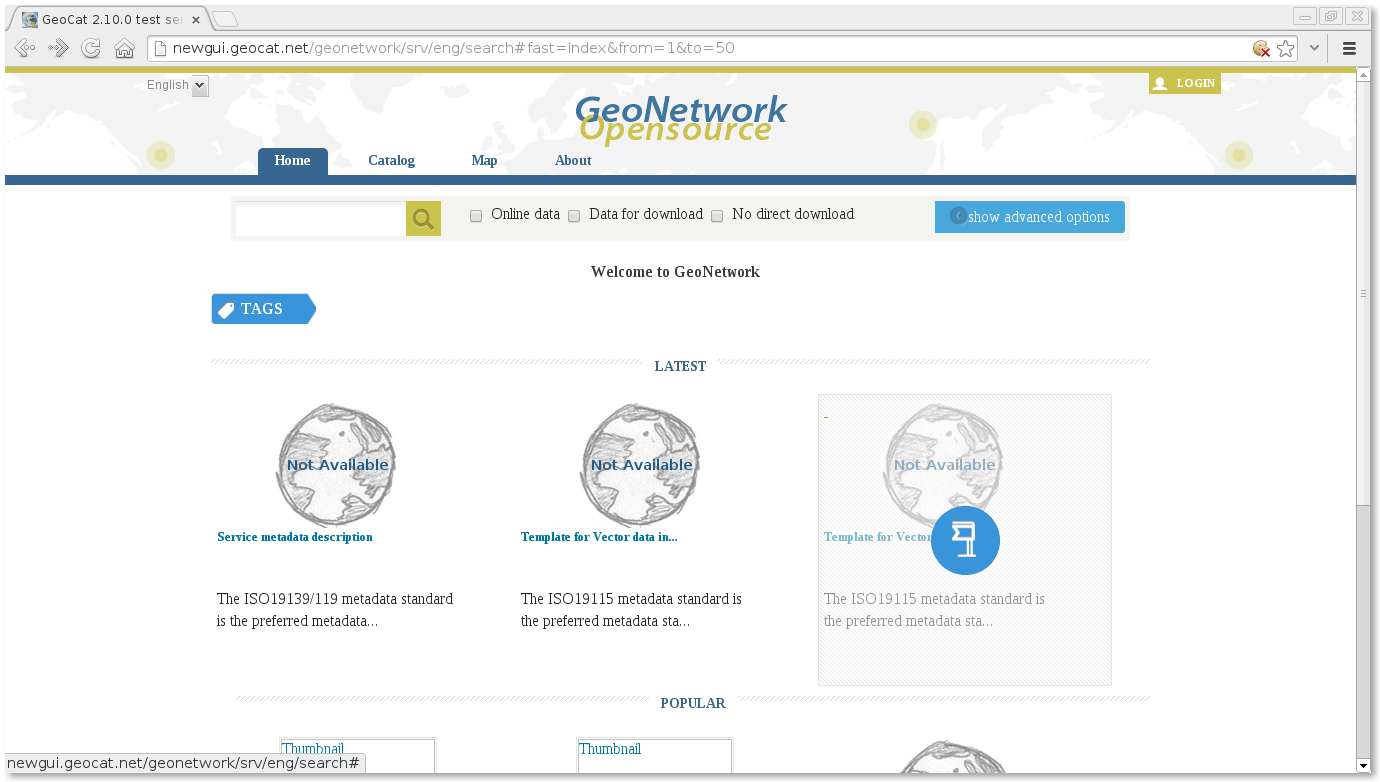 GeoCat 2.10.0 test se
newgui.geocat.net/geonetwork/srv/eng/search#fast=index&from=1&to=50
English
LOGIN
GeoNetwork
Opensource
Home Catalog Map About
Online data Data for download No direct download show advanced options
Welcome to GeoNetwork
TAGS
LATEST
-
Not Available Not Available Not Available
Service metadata description Template for Vector data in... Template for Vector
The ISO19139/119 metadata standard The ISO19115 metadata standard is The ISO19115 metadata standard is
is the preferred metadata... the preferred metadata sta... the preferred metadata sta...
POPULAR
Thumbnail Thumbnail
newgui.geocat.net/geonetwork/srv/eng/search#